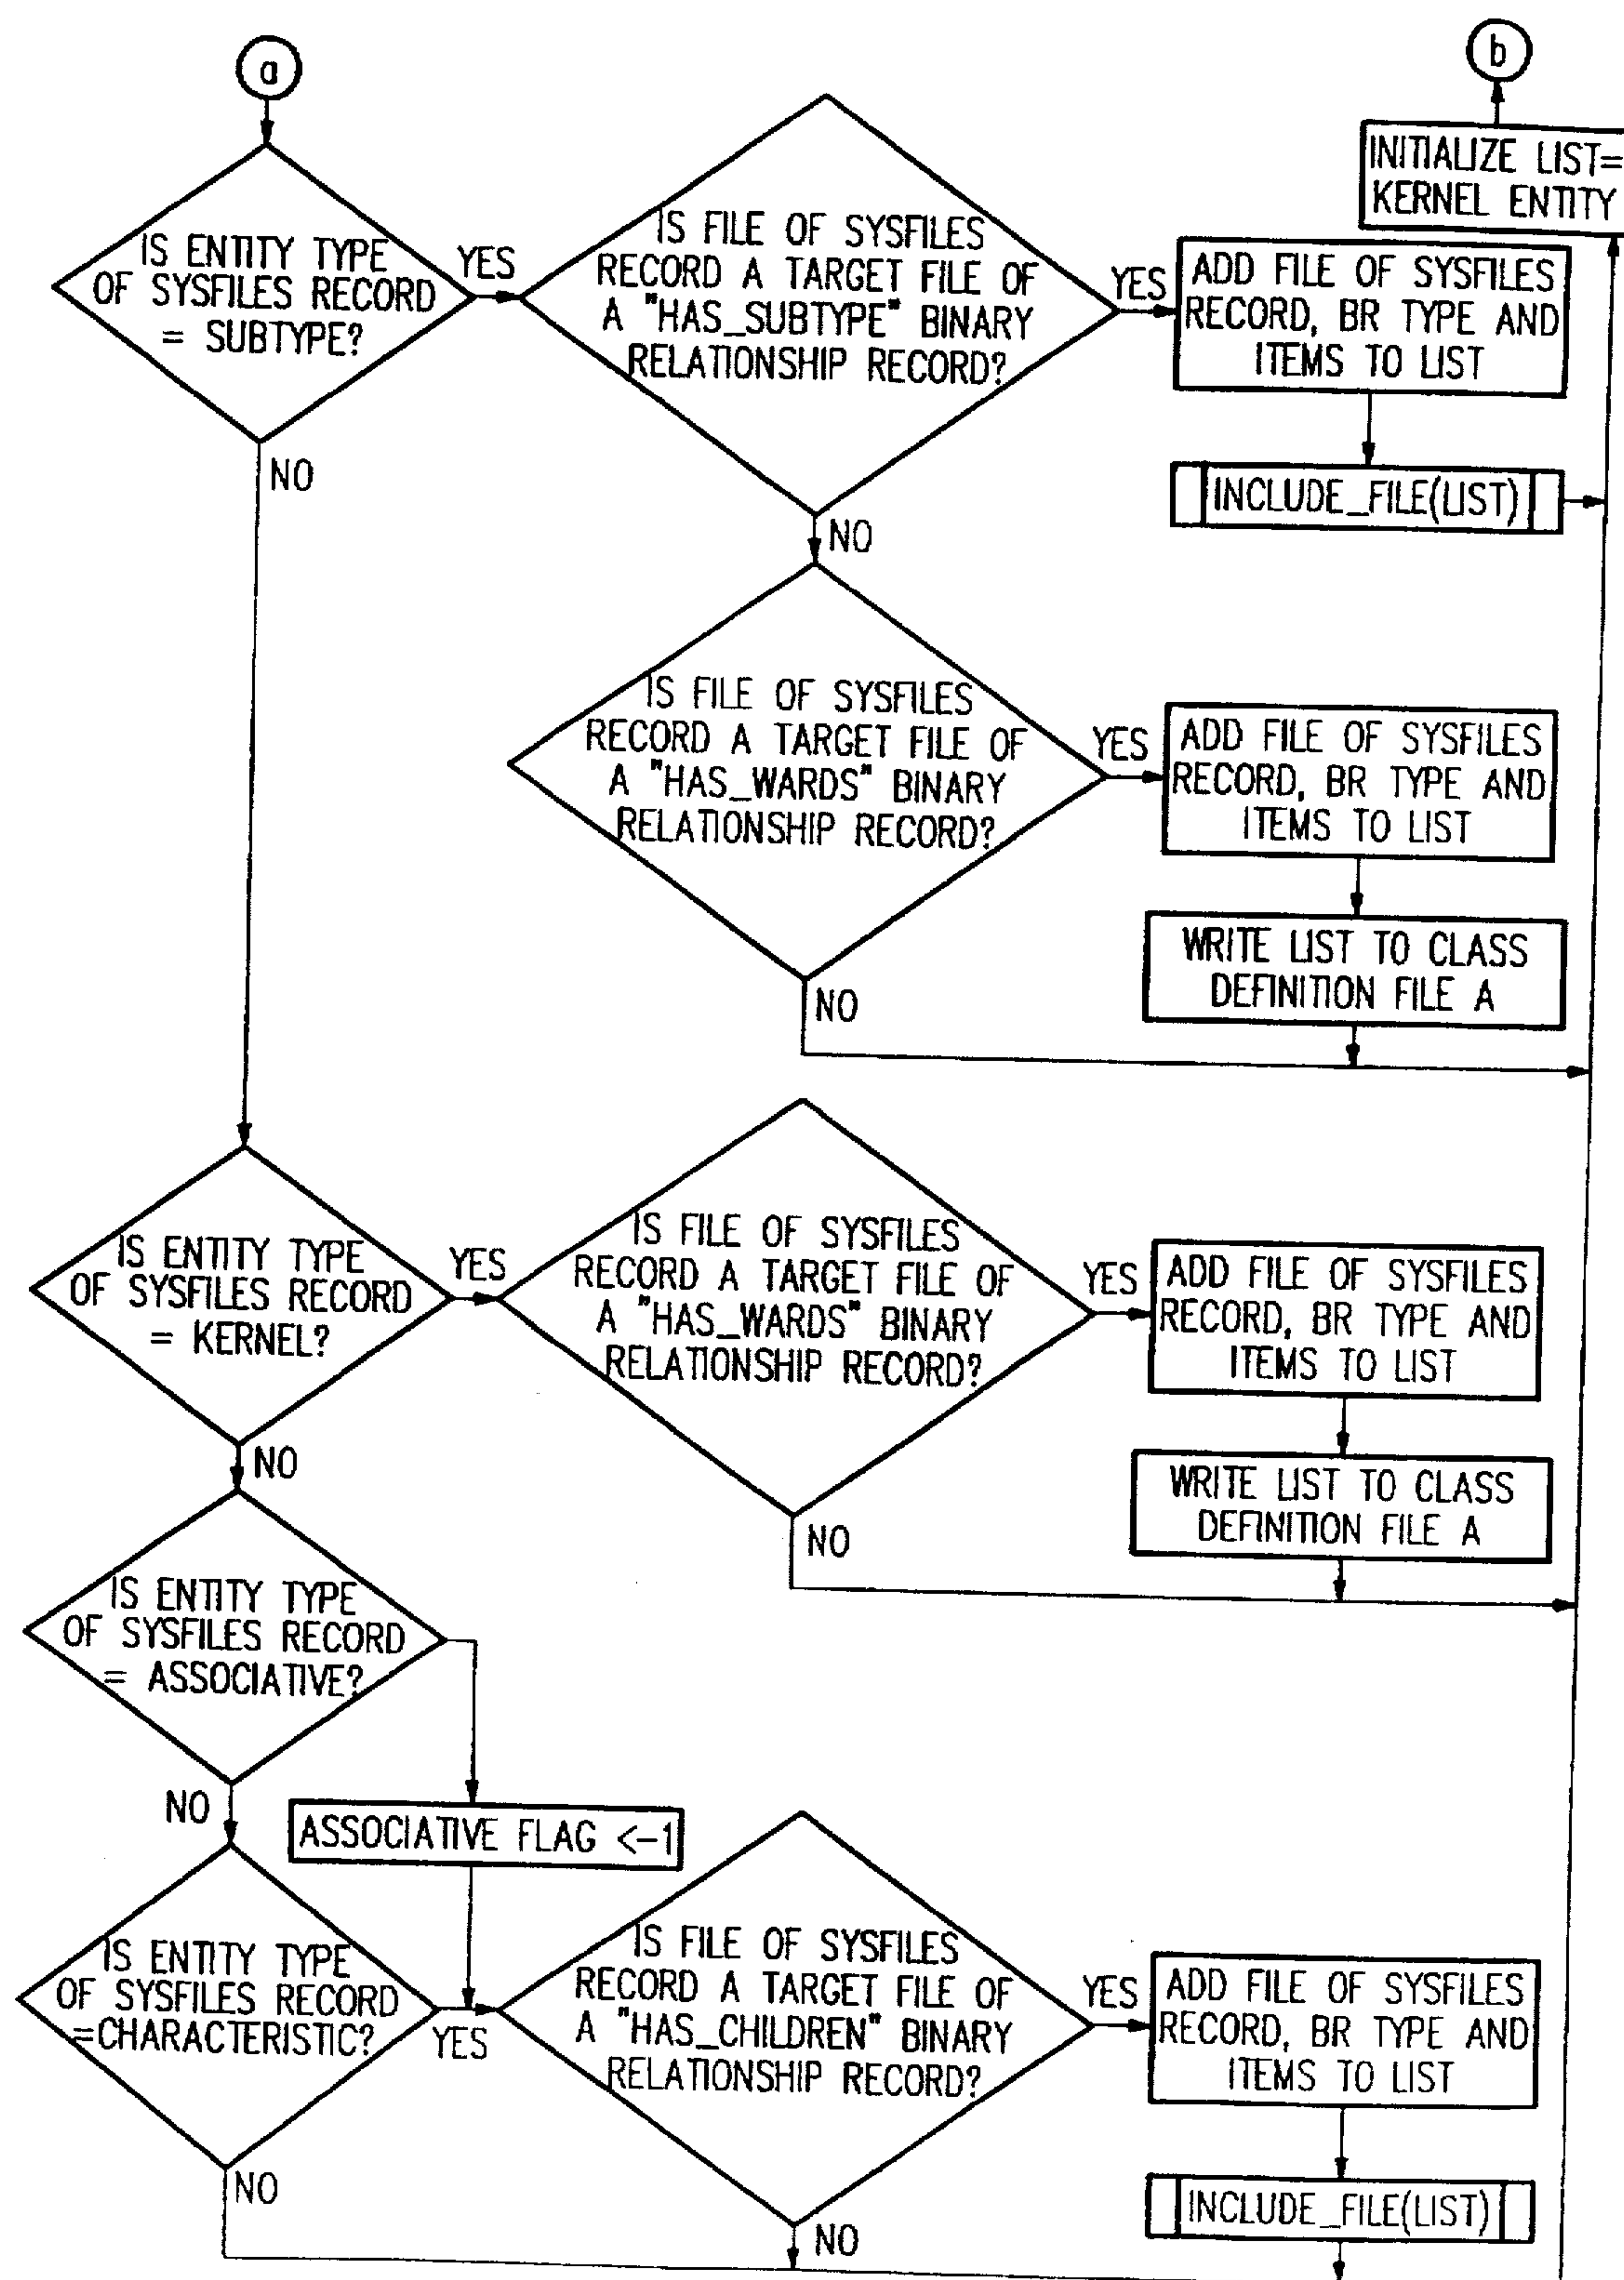 a
b
INITIALIZE LIST=
KERNEL ENTITY
IS ENTITY TYPE
OF SYSFILES RECORD
= SUBTYPE?
YES
NO
IS FILE OF SYSFILES
RECORD A TARGET FILE OF
A "HAS_SUBTYPE" BINARY
RELATIONSHIP RECORD?
YES
NO
ADD FILE OF SYSFILES
RECORD, BR TYPE AND
ITEMS TO LIST
INCLUDE_FILE(LIST)
IS FILE OF SYSFILES
RECORD A TARGET FILE OF
A "HAS_WARDS" BINARY
RELATIONSHIP RECORD?
YES
NO
ADD FILE OF SYSFILES
RECORD, BR TYPE AND
ITEMS TO LIST
WRITE LIST TO CLASS
DEFINITION FILE A
IS ENTITY TYPE
OF SYSFILES RECORD
= KERNEL?
YES
NO
IS FILE OF SYSFILES
RECORD A TARGET FILE OF
A "HAS_WARDS" BINARY
RELATIONSHIP RECORD?
YES
NO
ADD FILE OF SYSFILES
RECORD, BR TYPE AND
ITEMS TO LIST
WRITE LIST TO CLASS
DEFINITION FILE A
IS ENTITY TYPE
OF SYSFILES RECORD
= ASSOCIATIVE?
NO
ASSOCIATIVE FLAG <-1
IS ENTITY TYPE
OF SYSFILES RECORD
=CHARACTERISTIC?
YES
NO
IS FILE OF SYSFILES
RECORD A TARGET FILE OF
A "HAS_CHILDREN" BINARY
RELATIONSHIP RECORD?
YES
NO
ADD FILE OF SYSFILES
RECORD, BR TYPE AND
ITEMS TO LIST
INCLUDE_FILE(LIST)